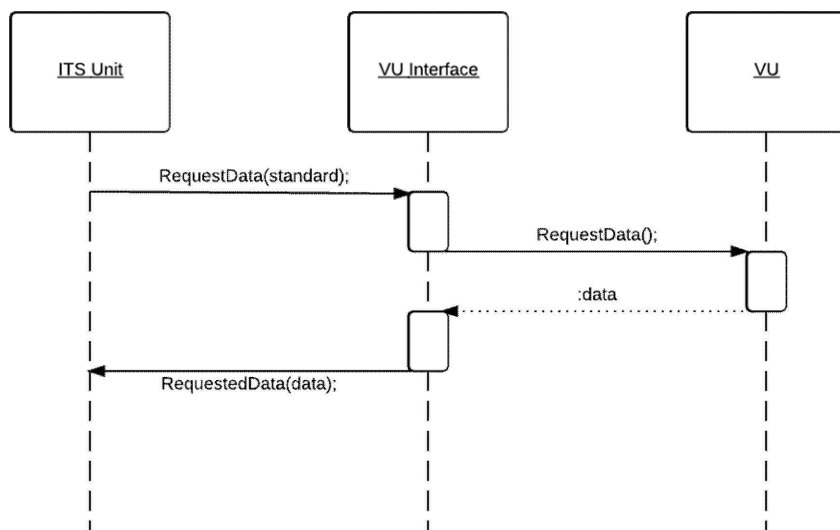 ITS Unit
VU Interface
VU
RequestData(standard);
RequestData();
:data
RequestedData(data);